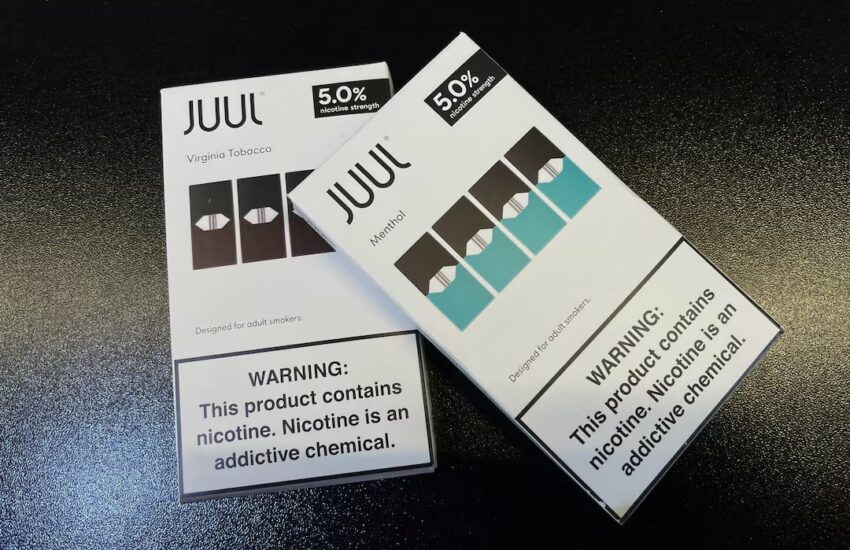 JUUL
5.0%
nicotine strength
Virginia Tobacco
Designed for adult smokers.
WARNING:
This product contains
nicotine. Nicotine is an
addictive chemical.
JUUL
5.0%
nicotine strength
Menthol
Designed for adult smokers.
WARNING:
This product contains
nicotine. Nicotine is an
addictive chemical.